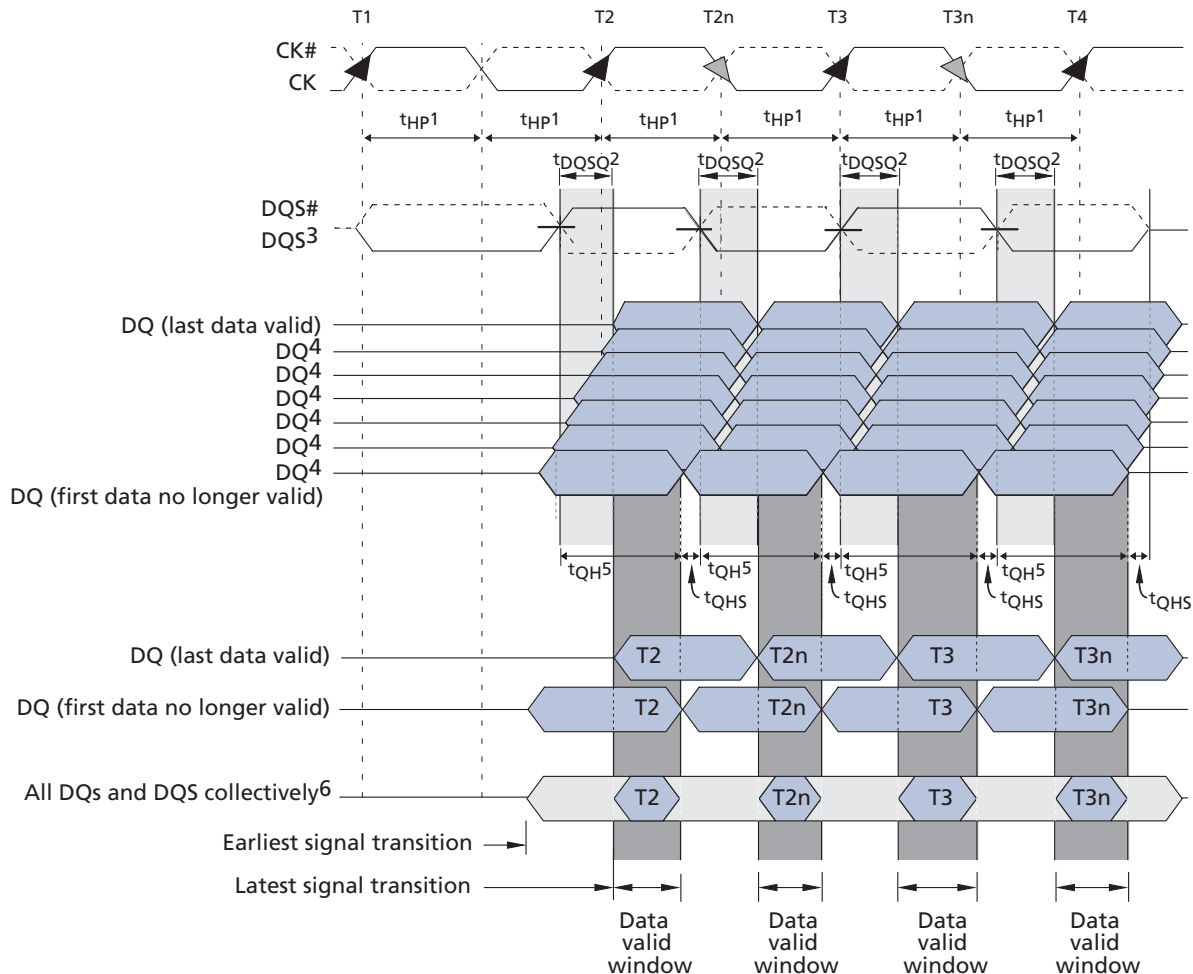 T1 T2 T2n T3 T3n T4
CK#
CK
tHP1 tHP1 tHP1 tHP1 tHP1 tHP1
tDQSQ2 tDQSQ2 tDQSQ2 tDQSQ2
DQS#
DQS3
DQ (last data valid)
DQ4
DQ4
DQ4
DQ4
DQ4
DQ4
DQ (first data no longer valid)
tQH5 tQH5 tQH5 tQH5
tQHS tQHS tQHS tQHS
DQ (last data valid) T2 T2n T3 T3n
DQ (first data no longer valid) T2 T2n T3 T3n
All DQs and DQS collectively6 T2 T2n T3 T3n
Earliest signal transition
Latest signal transition
Data Data Data Data
valid valid valid valid
window window window window